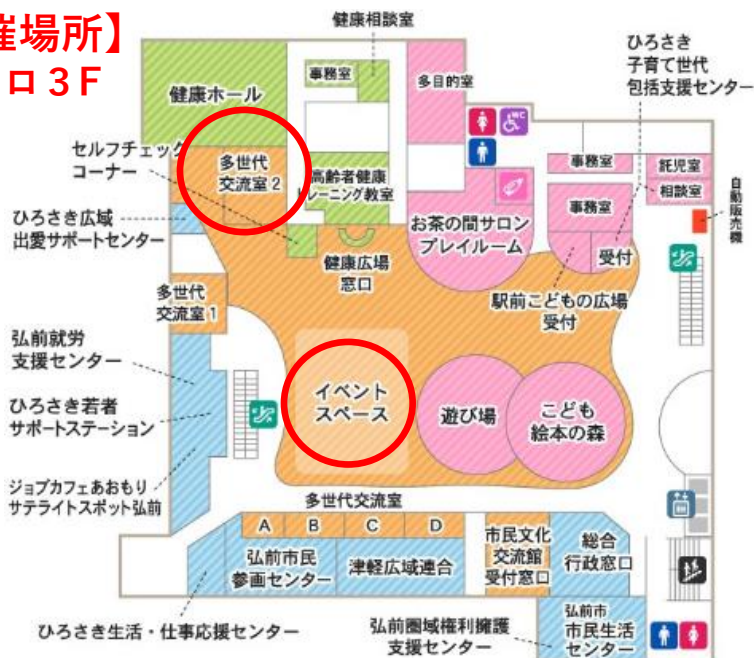 催場所】
ロ３Ｆ
健康相談室
ひろさき
子育て世代
包括支援センター
事務室
多目的室
健康ホール
WC
セルフチェック
コーナー
多世代
交流室２
高齢者健康
トレーニング教室
事務室
託児室
相談室
事務室
自動販売機
ひろさき広域
出愛サポートセンター
お茶の間サロン
プレイルーム
受付
健康広場
窓口
駅前こどもの広場
受付
多世代
交流室１
弘前就労
支援センター
ひろさき若者
サポートステーション
イベント
スペース
遊び場
こども
絵本の森
ジョブカフェあおもり
サテライトスポット弘前
多世代交流室
A B C D
弘前市民
参画センター
津軽広域連合
市民文化
交流館
受付窓口
総合
行政窓口
ひろさき生活・仕事応援センター
弘前圏域権利擁護
支援センター
弘前市
市民生活
センター